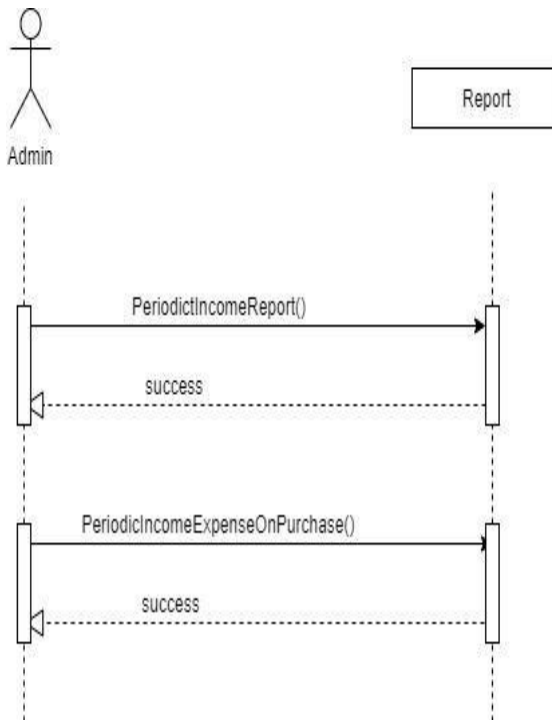 Report
Admin
PeriodictIncomeReport()
success
PeriodicIncomeExpenseOnPurchase()
success